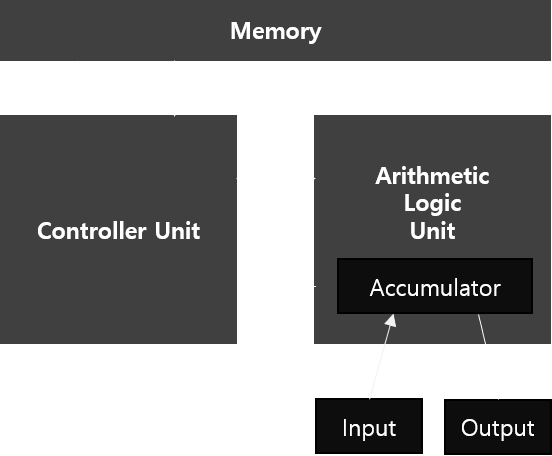 Memory
Controller Unit
Arithmetic
Logic
Unit
Accumulator
Input
Output